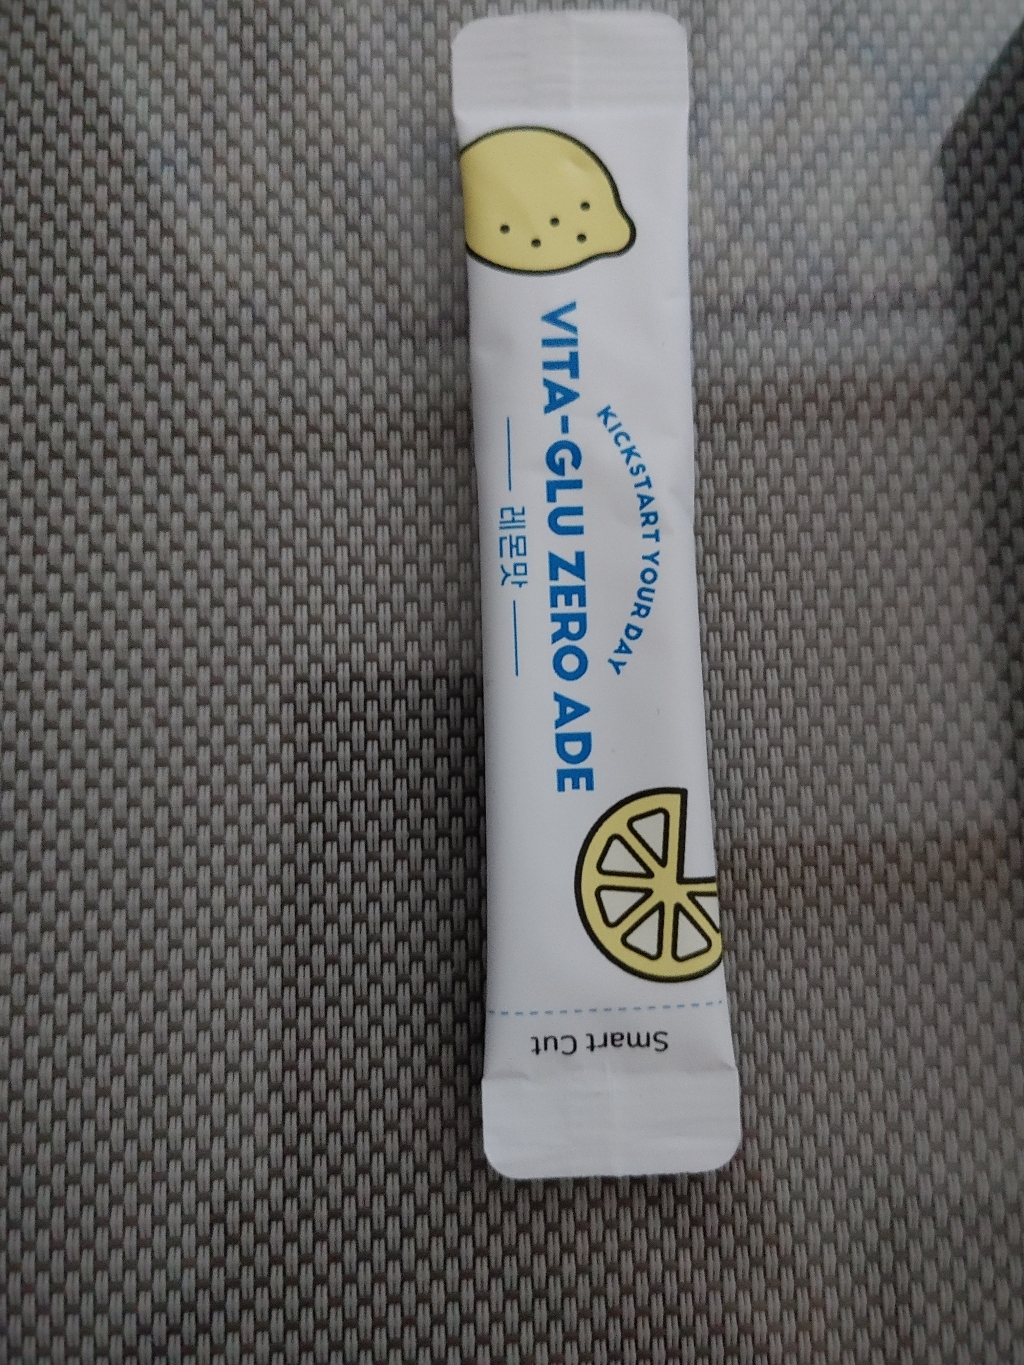 KICKSTART YOUR DAY
VITA-GLU ZERO ADE
레몬맛
Smart Cut